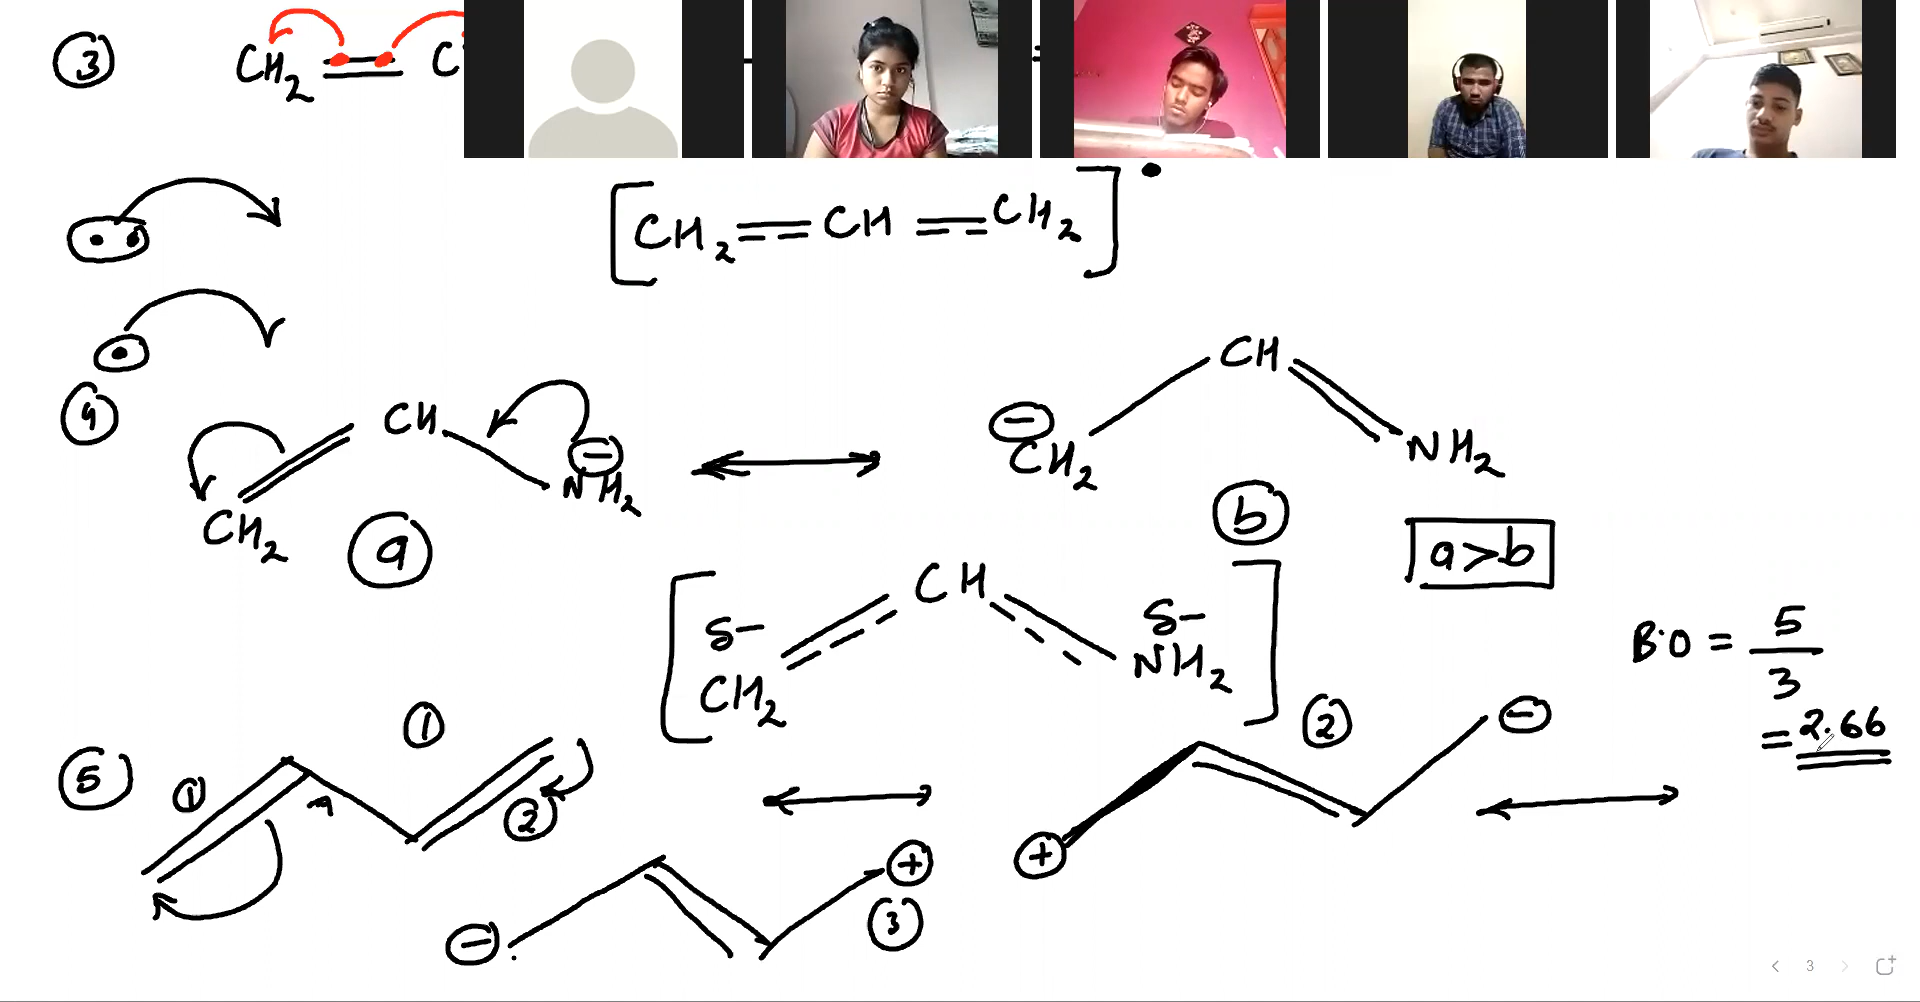 ③ CH₂ = C
[CH₂ == CH == CH₂]•
④ CH₂ = CH - NH₂ ⊖ ↔ ⊖ CH₂ - CH = NH₂
ⓐ ⓑ
a > b
[δ- CH₂ == CH == NH₂ δ-]
B.O = 5/3
= 2.66
⑤ ① ① A ② ↔ ⊕ ② ⊖ ↔
⊖ ⊕
③
3